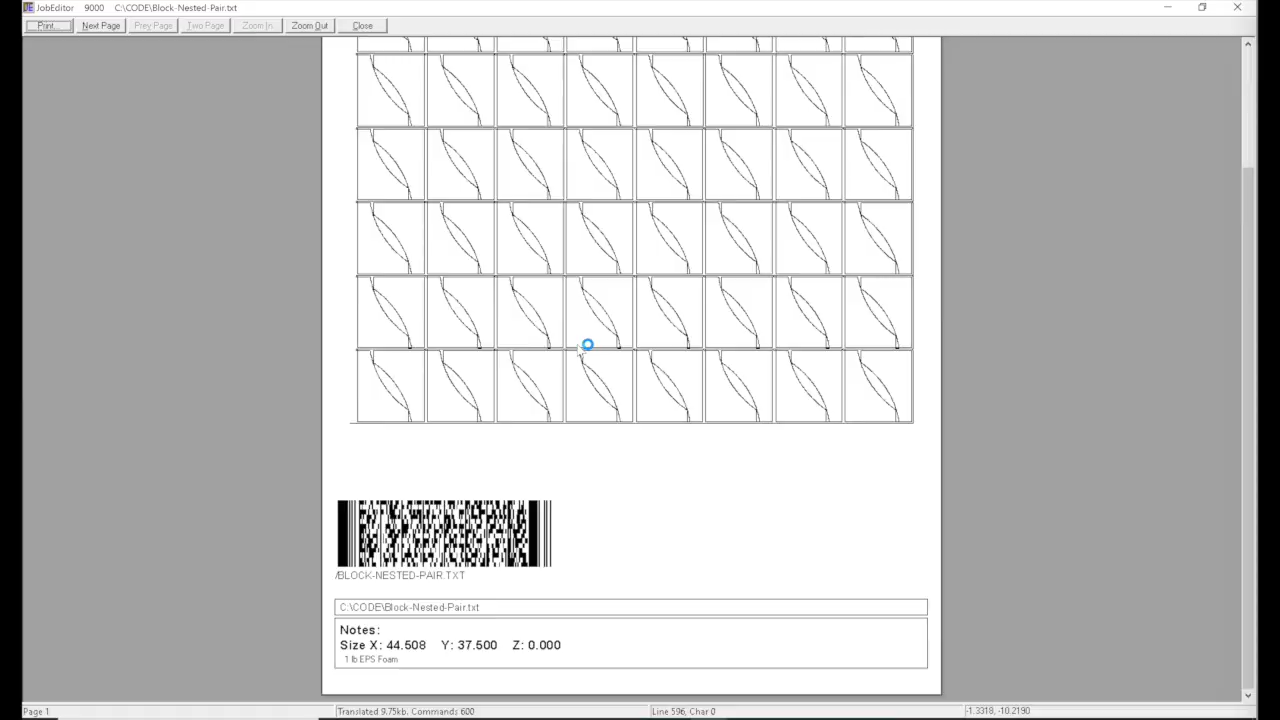 JobEditor 9000 C:\CODE\Block-Nested-Pair.txt
Print... Next Page Prev Page Two Page Zoom In Zoom Out Close
/BLOCK-NESTED-PAIR.TXT
C:\CODE\Block-Nested-Pair.txt
Notes:
Size X: 44.508 Y: 37.500 Z: 0.000
1 lb EPS Foam
Page 1 Translated 9.75kb. Commands 600 Line 596, Char 0 -1.3318, -10.2190